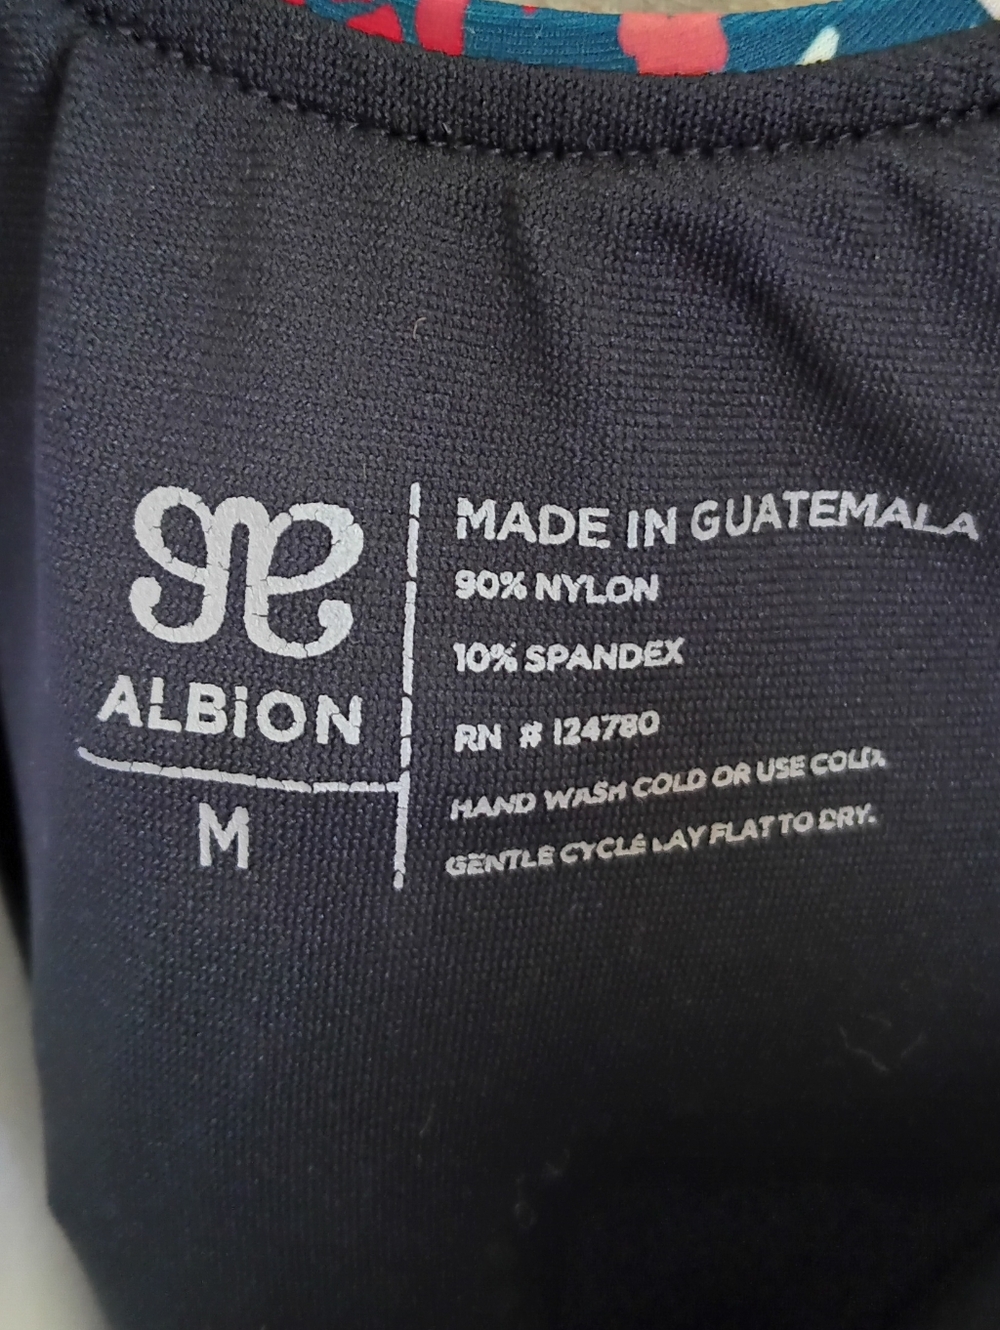 ALBiON
M
MADE IN GUATEMALA
90% NYLON
10% SPANDEX
RN # 124780
HAND WASH COLD OR USE COLD,
GENTLE CYCLE LAY FLAT TO DRY.